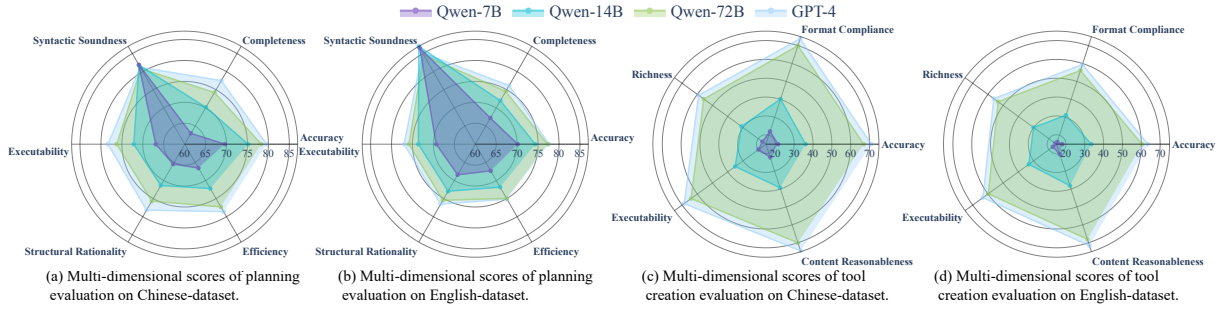 Qwen-7B Qwen-14B Qwen-72B GPT-4
Syntactic Soundness Completeness
Accuracy
Executability
Structural Rationality Efficiency
60 65 70 75 80 85
(a) Multi-dimensional scores of planning
evaluation on Chinese-dataset.
Syntactic Soundness Completeness
Accuracy
Executability
Structural Rationality Efficiency
60 65 70 75 80 85
(b) Multi-dimensional scores of planning
evaluation on English-dataset.
Format Compliance
Richness
Accuracy
Executability
Content Reasonableness
20 30 40 50 60 70
(c) Multi-dimensional scores of tool
creation evaluation on Chinese-dataset.
Format Compliance
Richness
Accuracy
Executability
Content Reasonableness
20 30 40 50 60 70
(d) Multi-dimensional scores of tool
creation evaluation on English-dataset.